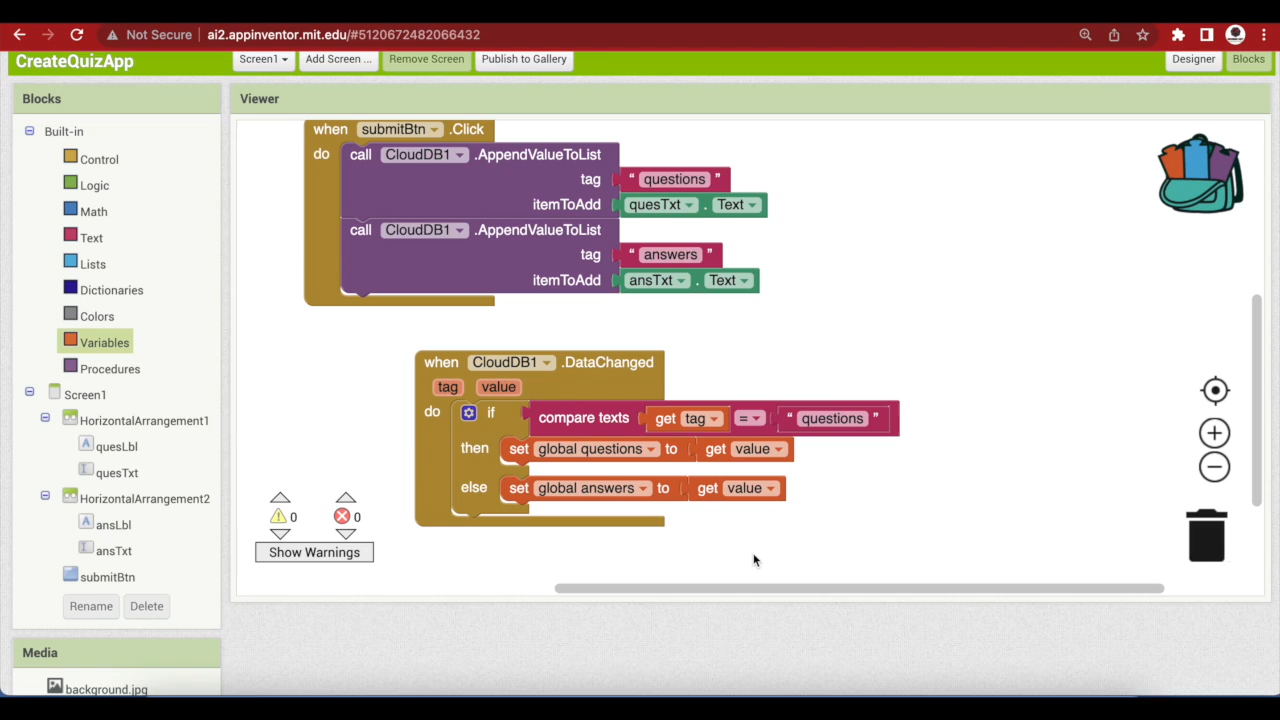 Not Secure | ai2.appinventor.mit.edu/#5120672482066432
CreateQuizApp
Screen1 Add Screen ... Remove Screen Publish to Gallery Designer Blocks
Blocks
Viewer
Built-in
Control
Logic
Math
Text
Lists
Dictionaries
Colors
Variables
Procedures
Screen1
HorizontalArrangement1
quesLbl
quesTxt
HorizontalArrangement2
ansLbl
ansTxt
submitBtn
Rename Delete
Media
background.jpg
when submitBtn .Click
do call CloudDB1 .AppendValueToList
tag “ questions ”
itemToAdd quesTxt . Text
call CloudDB1 .AppendValueToList
tag “ answers ”
itemToAdd ansTxt . Text
when CloudDB1 .DataChanged
tag value
do if compare texts get tag = “ questions ”
then set global questions to get value
else set global answers to get value
0 0
Show Warnings